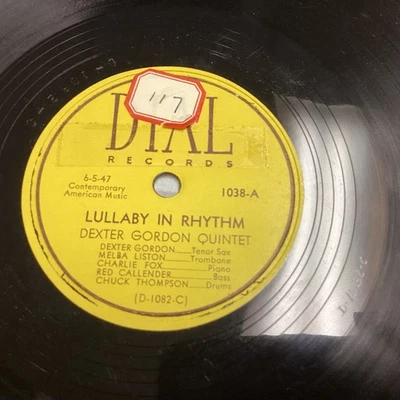 DIAL
117
RECORDS
6-5-47
Contemporary
American Music
1038-A
LULLABY IN RHYTHM
DEXTER GORDON QUINTET
DEXTER GORDON.....Tenor Sax
MELBA LISTON.....Trombone
CHARLIE FOX.....Piano
RED CALLENDER.....Bass
CHUCK THOMPSON.....Drums
(D-1082-C)